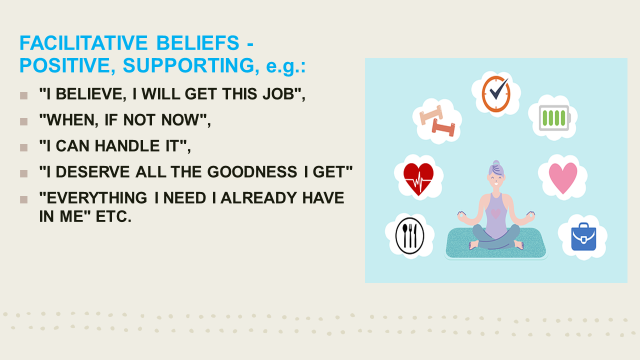 FACILITATIVE BELIEFS -
POSITIVE, SUPPORTING, e.g.:
"I BELIEVE, I WILL GET THIS JOB",
"WHEN, IF NOT NOW",
"I CAN HANDLE IT",
"I DESERVE ALL THE GOODNESS I GET"
"EVERYTHING I NEED I ALREADY HAVE
IN ME" ETC.